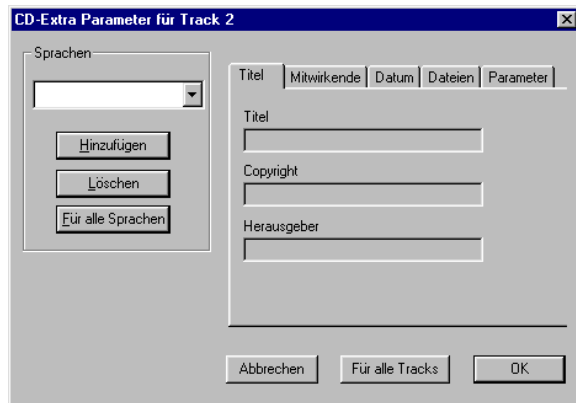 CD-Extra Parameter für Track 2
Sprachen
Hinzufügen
Löschen
Für alle Sprachen
Titel Mitwirkende Datum Dateien Parameter
Titel
Copyright
Herausgeber
Abbrechen Für alle Tracks OK